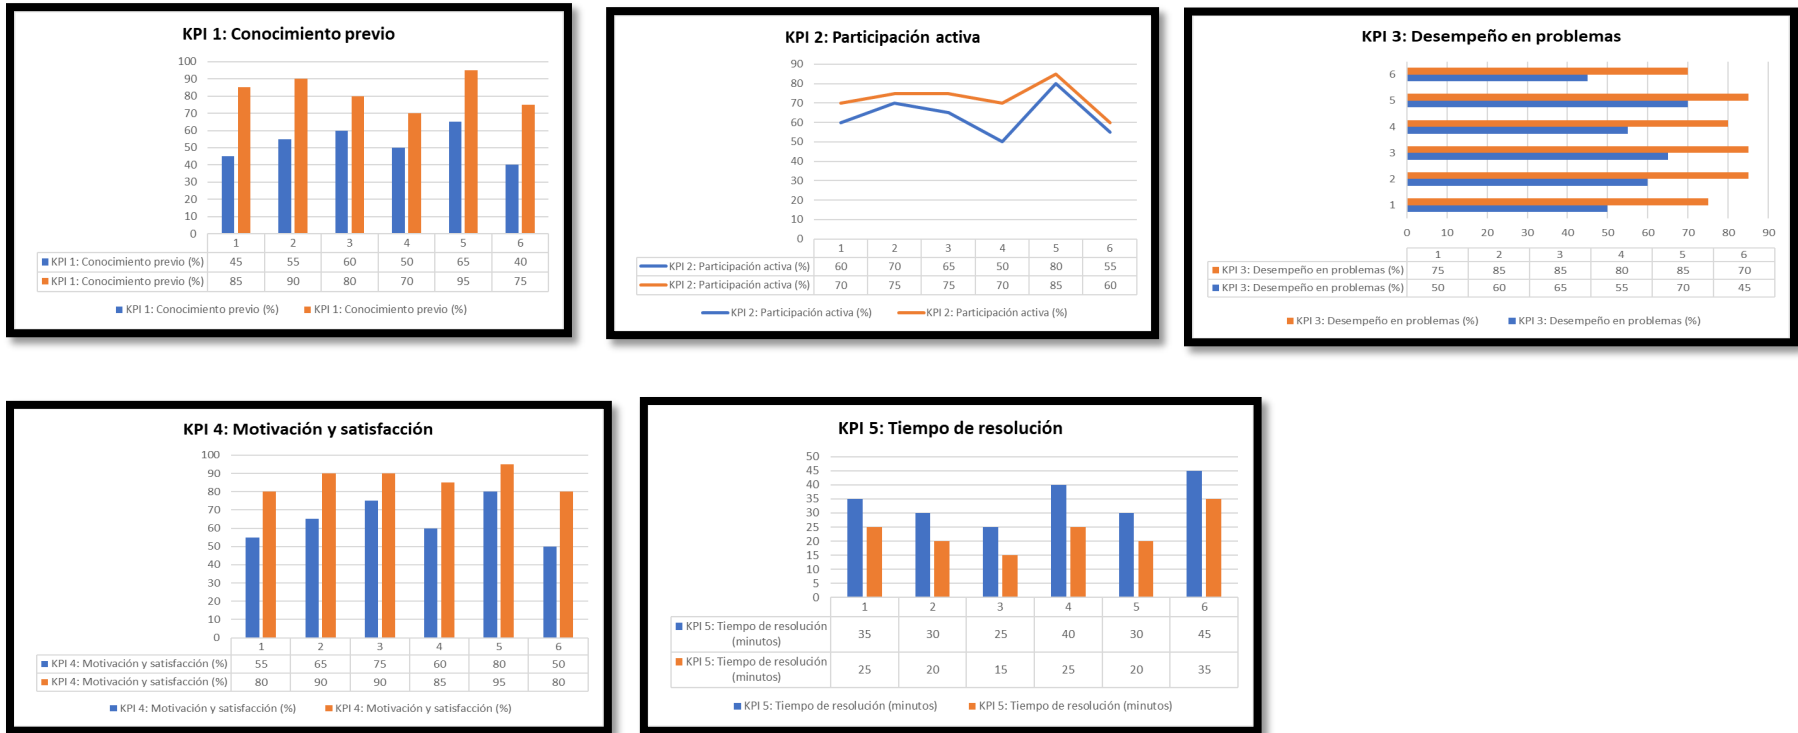 KPI 1: Conocimiento previo
100
90
80
70
60
50
40
30
20
10
0
1 2 3 4 5 6
KPI 1: Conocimiento previo (%) 45 55 60 50 65 40
KPI 1: Conocimiento previo (%) 85 90 80 70 95 75
KPI 1: Conocimiento previo (%) KPI 1: Conocimiento previo (%)
KPI 2: Participación activa
90
80
70
60
50
40
30
20
10
0
1 2 3 4 5 6
KPI 2: Participación activa (%) 60 70 65 50 80 55
KPI 2: Participación activa (%) 70 75 75 70 85 60
KPI 2: Participación activa (%) KPI 2: Participación activa (%)
KPI 3: Desempeño en problemas
6
5
4
3
2
1
0 10 20 30 40 50 60 70 80 90
1 2 3 4 5 6
KPI 3: Desempeño en problemas (%) 75 85 85 80 85 70
KPI 3: Desempeño en problemas (%) 50 60 65 55 70 45
KPI 3: Desempeño en problemas (%) KPI 3: Desempeño en problemas (%)
KPI 4: Motivación y satisfacción
100
90
80
70
60
50
40
30
20
10
0
1 2 3 4 5 6
KPI 4: Motivación y satisfacción (%) 55 65 75 60 80 50
KPI 4: Motivación y satisfacción (%) 80 90 90 85 95 80
KPI 4: Motivación y satisfacción (%) KPI 4: Motivación y satisfacción (%)
KPI 5: Tiempo de resolución
50
45
40
35
30
25
20
15
10
5
0
1 2 3 4 5 6
KPI 5: Tiempo de resolución
(minutos) 35 30 25 40 30 45
KPI 5: Tiempo de resolución
(minutos) 25 20 15 25 20 35
KPI 5: Tiempo de resolución (minutos) KPI 5: Tiempo de resolución (minutos)